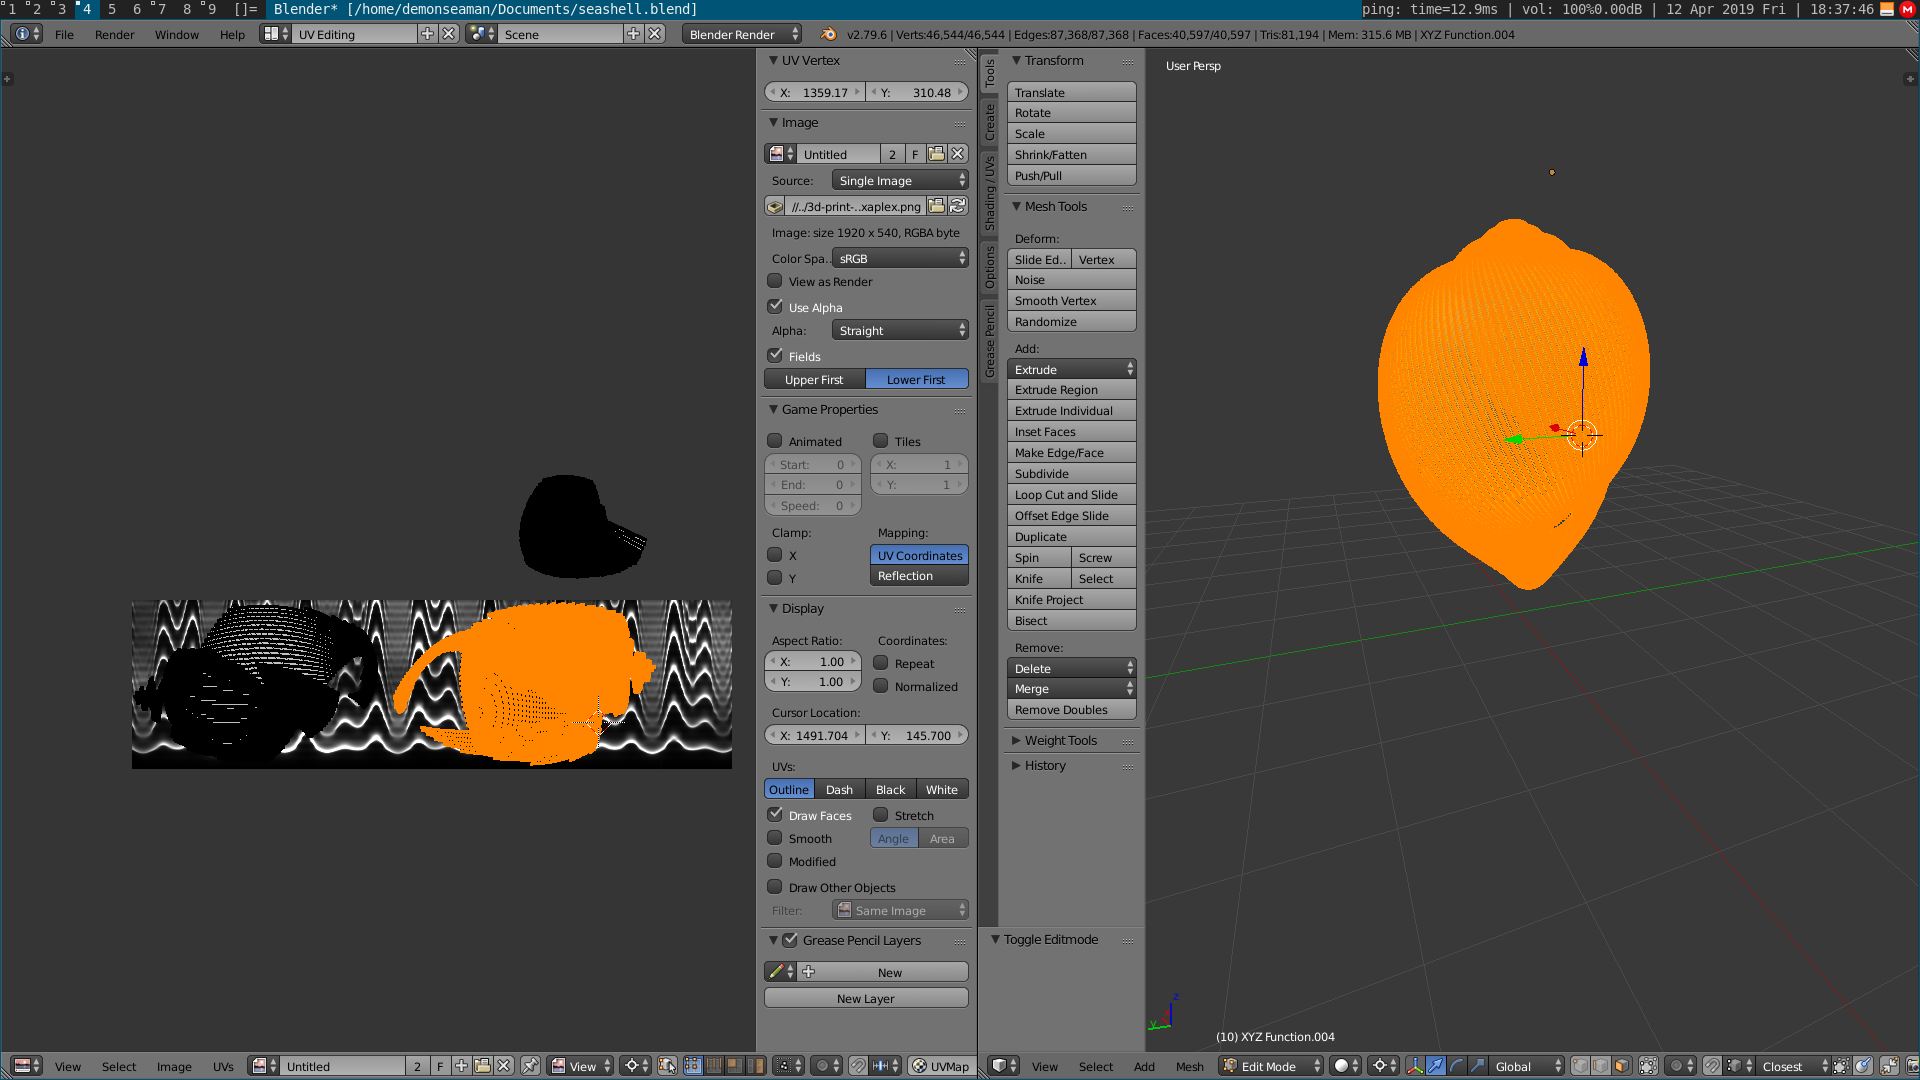 1 2 3 4 5 6 7 8 9 []= Blender* [/home/demonseaman/Documents/seashell.blend] ping: time=12.9ms | vol: 100%0.00dB | 12 Apr 2019 Fri | 18:37:46
File Render Window Help UV Editing Scene Blender Render v2.79.6 | Verts:46,544/46,544 | Edges:87,368/87,368 | Faces:40,597/40,597 | Tris:81,194 | Mem: 315.6 MB | XYZ Function.004
UV Vertex
X: 1359.17 Y: 310.48
Image
Untitled 2 F
Source: Single Image
//../3d-print-..xaplex.png
Image: size 1920 x 540, RGBA byte
Color Spa.. sRGB
View as Render
Use Alpha
Alpha: Straight
Fields
Upper First Lower First
Game Properties
Animated Tiles
Start: 0 X: 1
End: 0 Y: 1
Speed: 0
Clamp: Mapping:
X UV Coordinates
Y Reflection
Display
Aspect Ratio: Coordinates:
X: 1.00 Repeat
Y: 1.00 Normalized
Cursor Location:
X: 1491.704 Y: 145.700
UVs:
Outline Dash Black White
Draw Faces Stretch
Smooth Angle Area
Modified
Draw Other Objects
Filter: Same Image
Grease Pencil Layers
New
New Layer
Tools
Create
Shading / UVs
Options
Grease Pencil
Transform
Translate
Rotate
Scale
Shrink/Fatten
Push/Pull
Mesh Tools
Deform:
Slide Ed.. Vertex
Noise
Smooth Vertex
Randomize
Add:
Extrude
Extrude Region
Extrude Individual
Inset Faces
Make Edge/Face
Subdivide
Loop Cut and Slide
Offset Edge Slide
Duplicate
Spin Screw
Knife Select
Knife Project
Bisect
Remove:
Delete
Merge
Remove Doubles
Weight Tools
History
Toggle Editmode
User Persp
z
y
(10) XYZ Function.004
View Select Image UVs Untitled 2 F View UVMap
View Select Add Mesh Edit Mode Global Closest